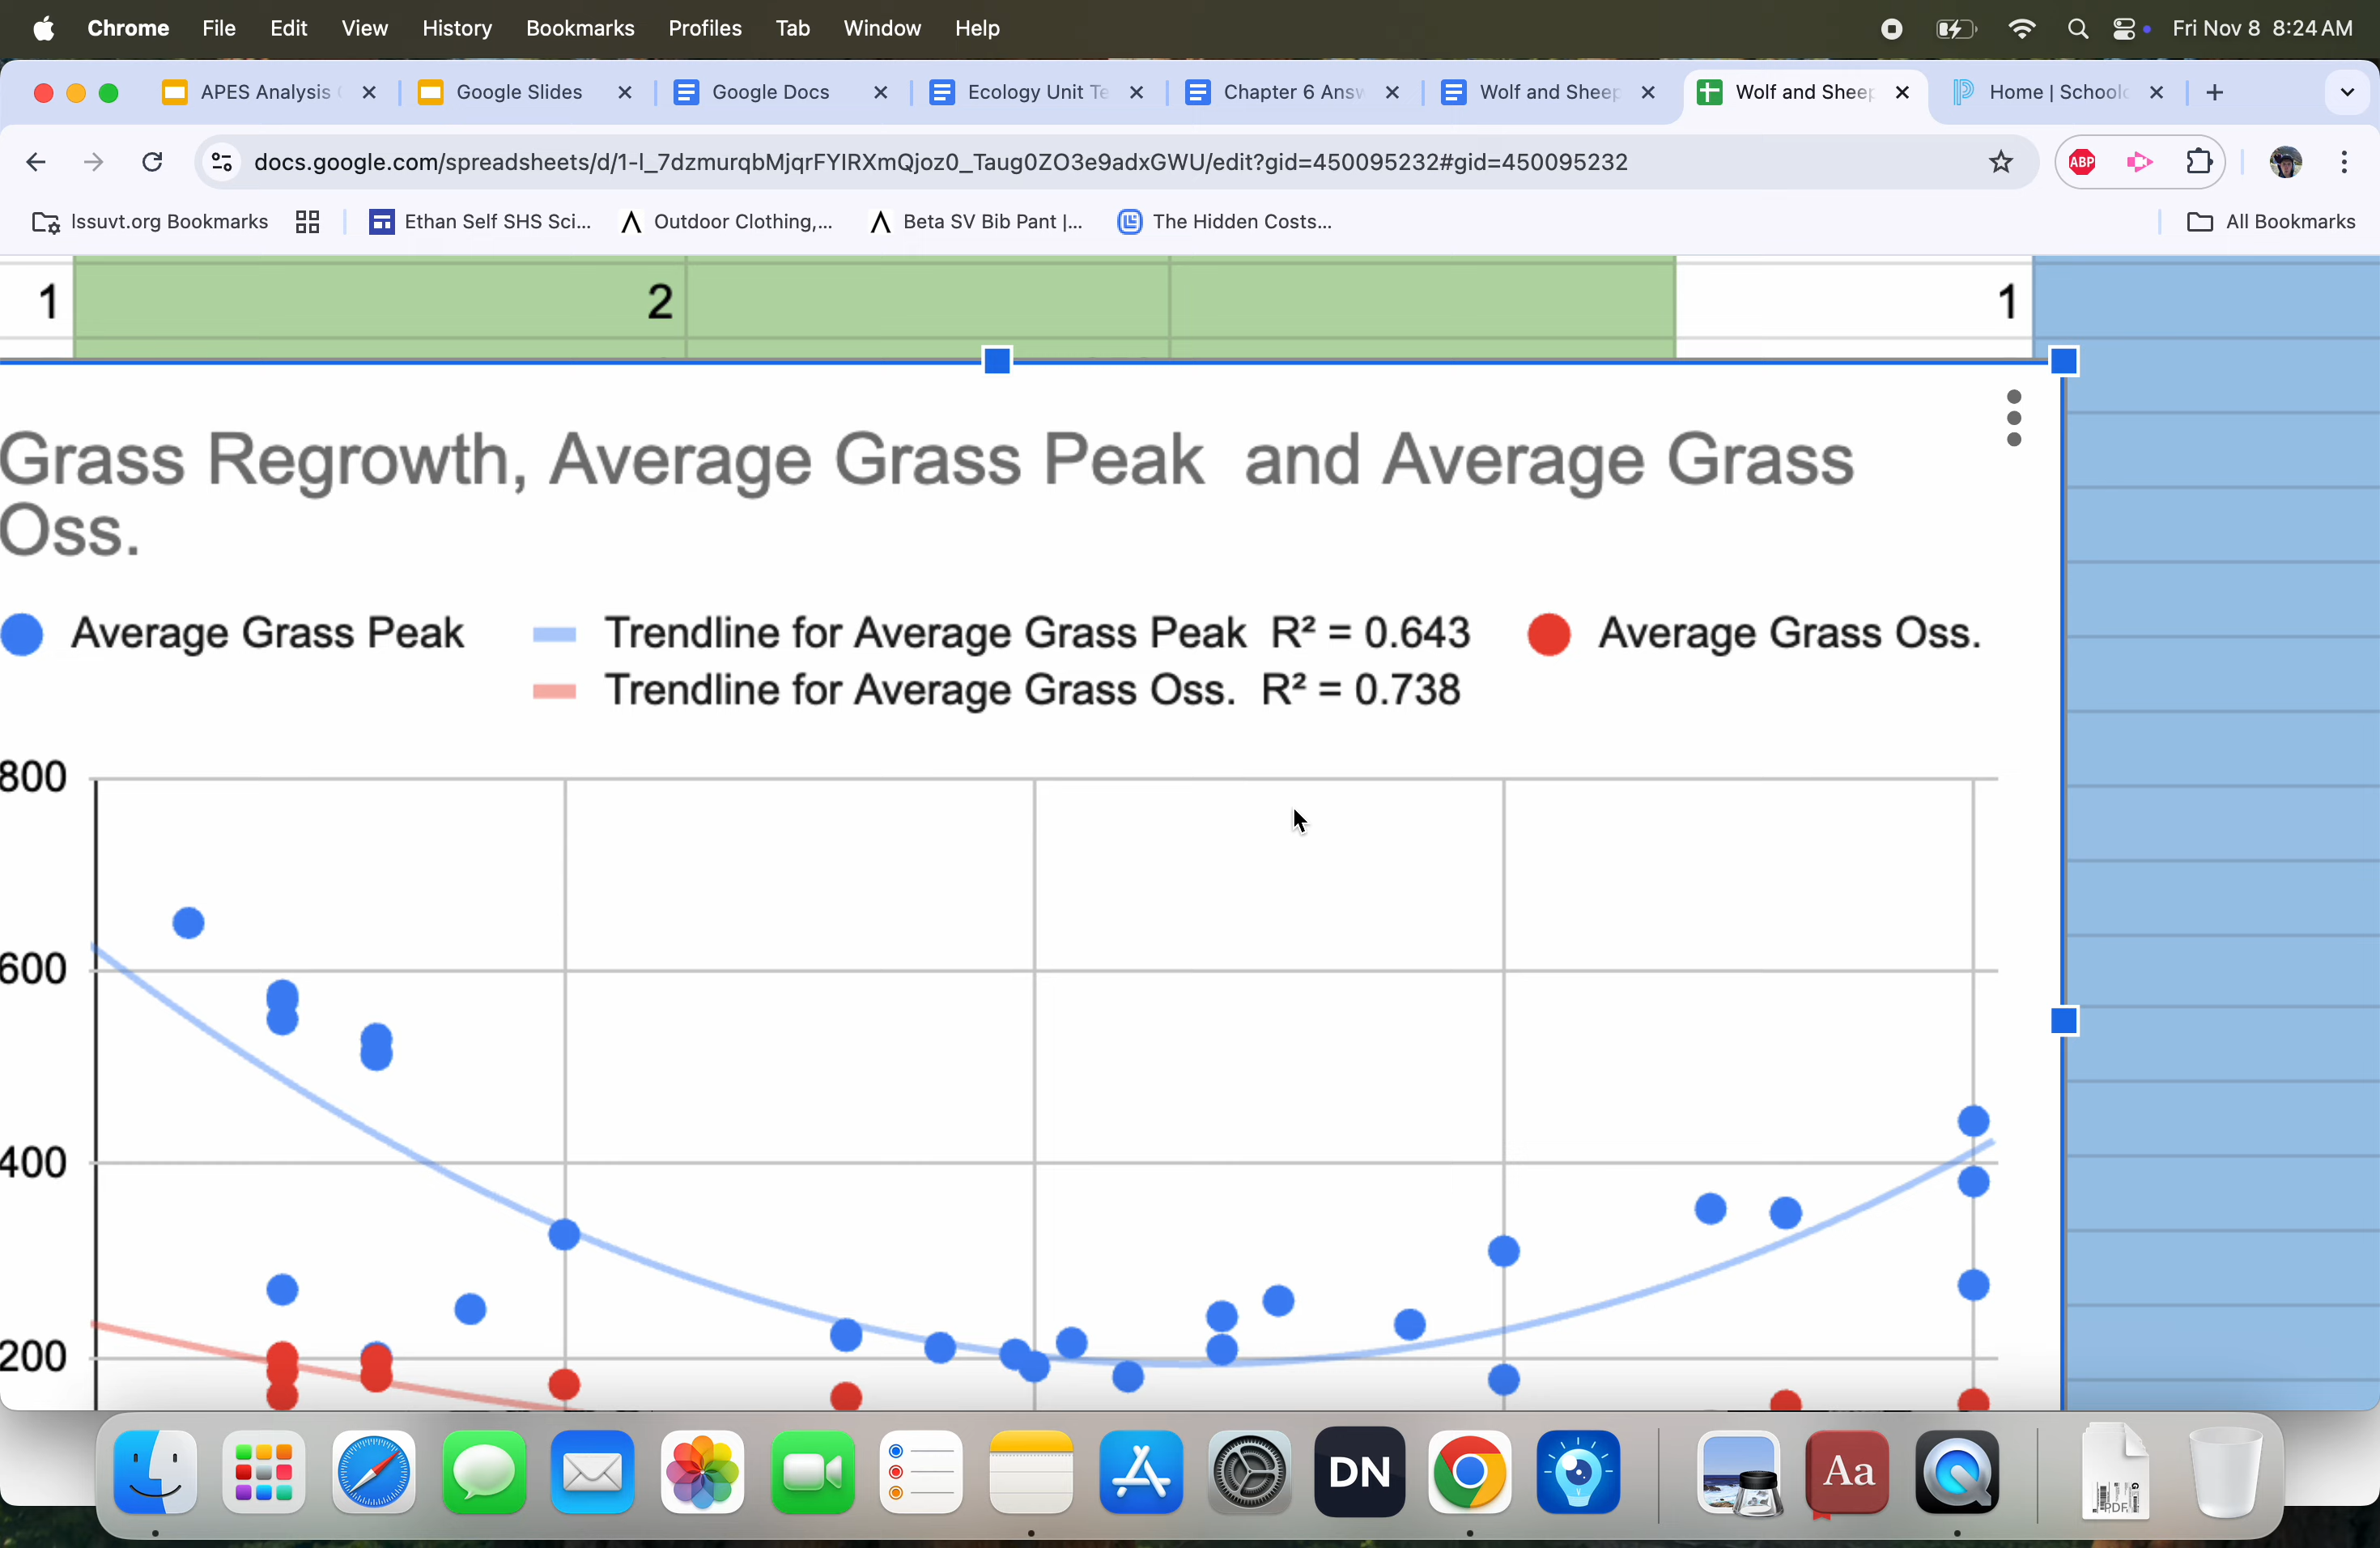 Chrome File Edit View History Bookmarks Profiles Tab Window Help Fri Nov 8 8:24 AM
APES Analysis Google Slides Google Docs Ecology Unit Te Chapter 6 Answ Wolf and Sheep Wolf and Sheep Home | School
docs.google.com/spreadsheets/d/1-I_7dzmurqbMjqrFYIRXmQjoz0_Taug0ZO3e9adxGWU/edit?gid=450095232#gid=450095232 ABP
lssuvt.org Bookmarks Ethan Self SHS Sci... Outdoor Clothing,... Beta SV Bib Pant |... The Hidden Costs... All Bookmarks
1 2 1
Grass Regrowth, Average Grass Peak and Average Grass
Oss.
Average Grass Peak Trendline for Average Grass Peak R² = 0.643 Average Grass Oss.
Trendline for Average Grass Oss. R² = 0.738
800
600
400
200
DN Aa PDF